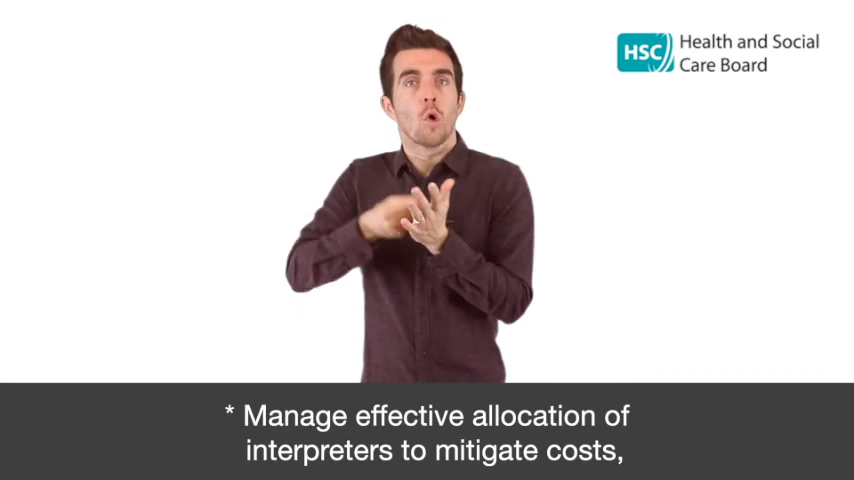 HSC
Health and Social
Care Board
* Manage effective allocation of
interpreters to mitigate costs,